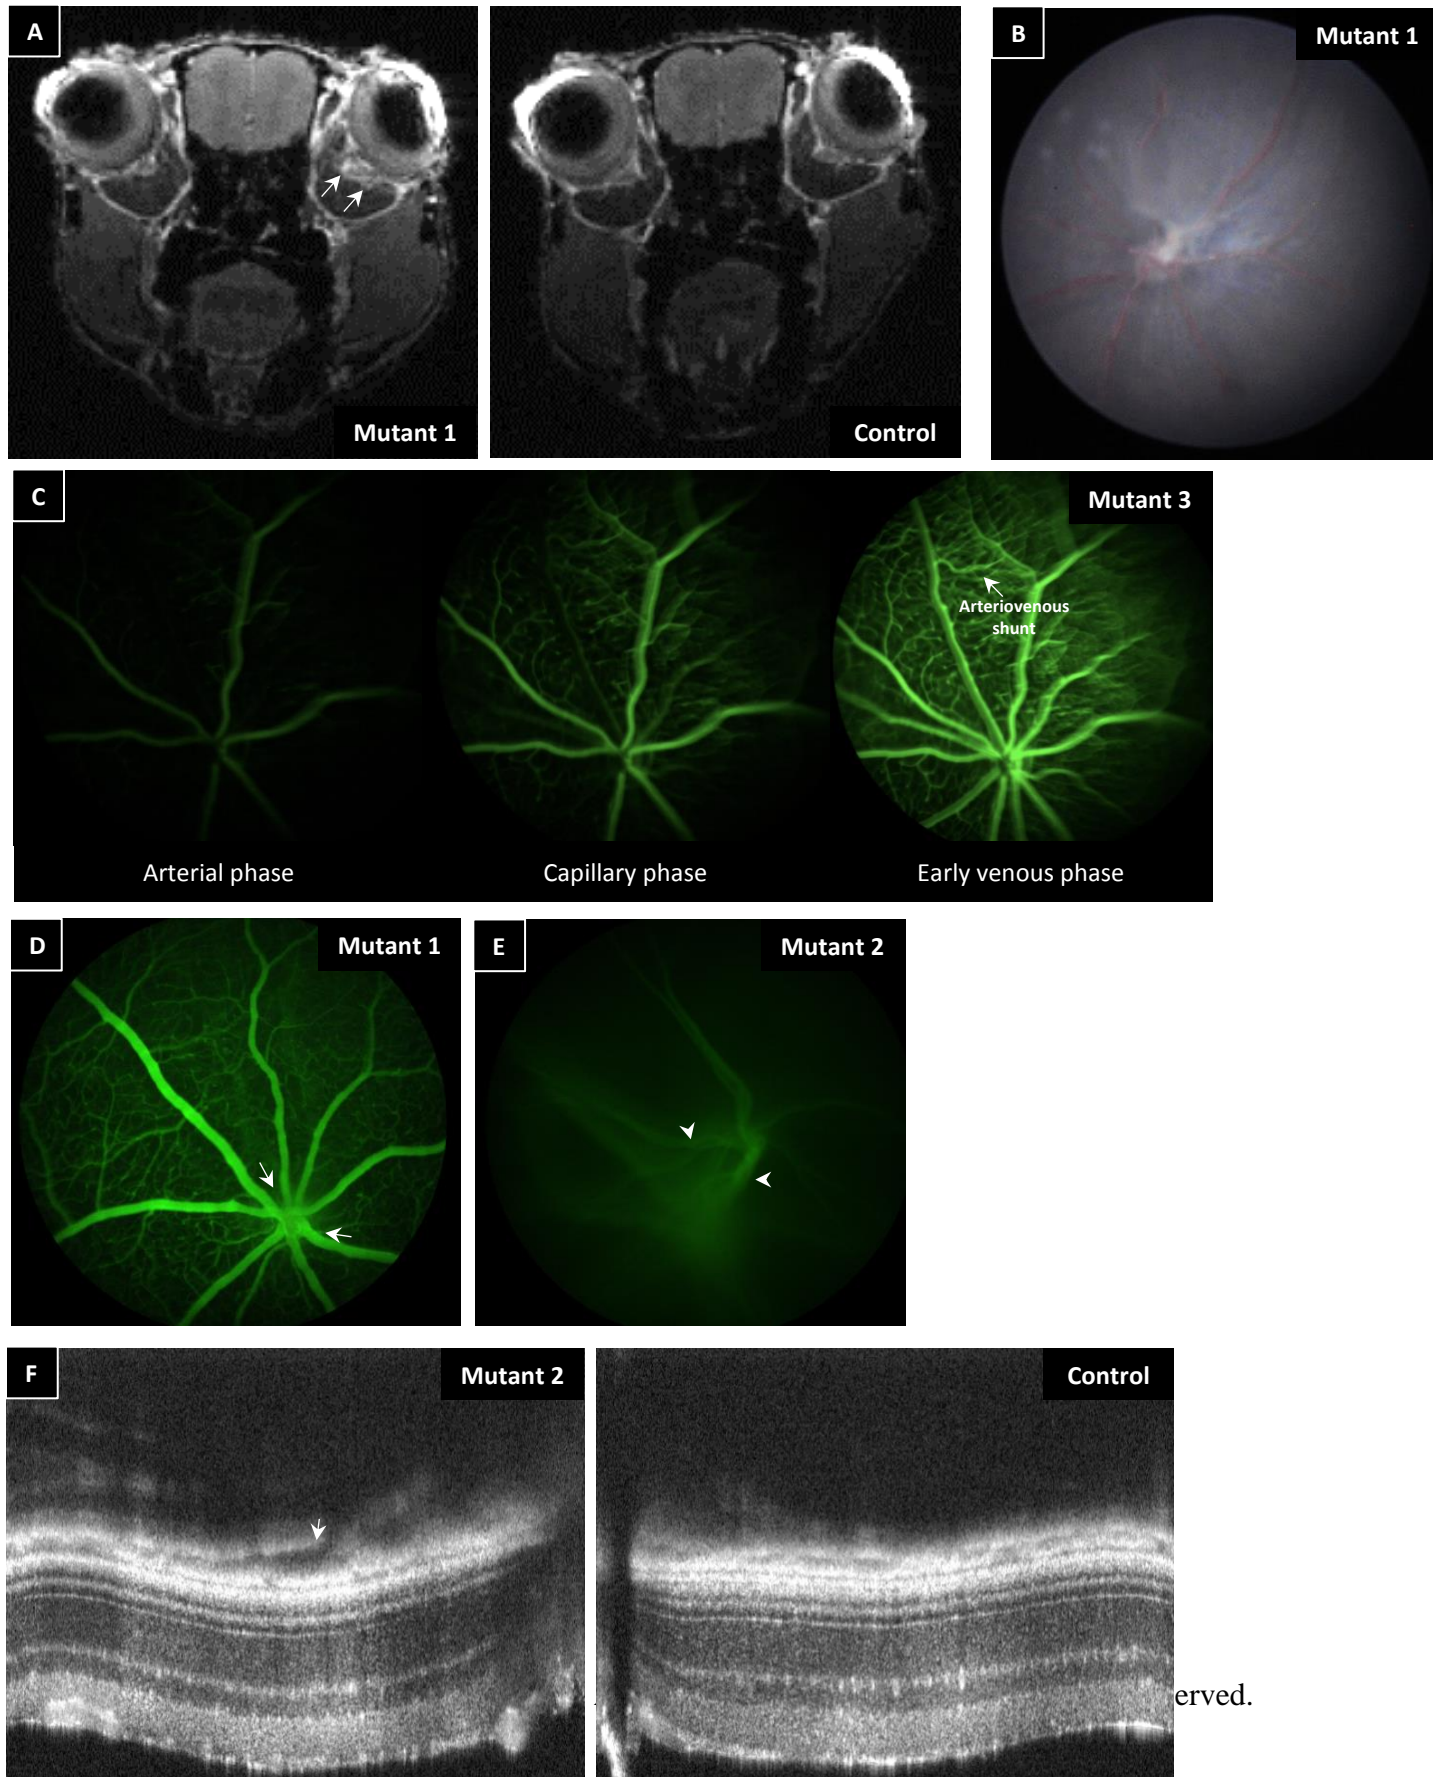 A
Mutant 1
Control
B
Mutant 1
C
Mutant 3
Arteriovenous
shunt
Arterial phase
Capillary phase
Early venous phase
D
Mutant 1
E
Mutant 2
F
Mutant 2
Control
erved.